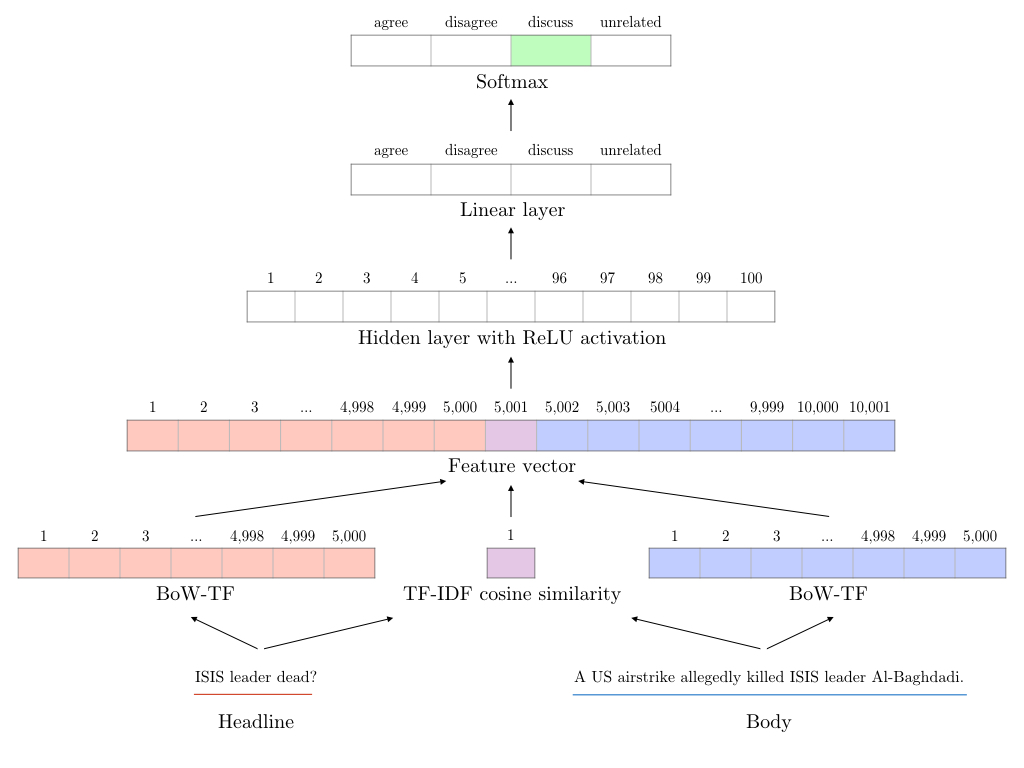 agree disagree discuss unrelated
Softmax
agree disagree discuss unrelated
Linear layer
1 2 3 4 5 ... 96 97 98 99 100
Hidden layer with ReLU activation
1 2 3 ... 4,998 4,999 5,000 5,001 5,002 5,003 5004 ... 9,999 10,000 10,001
Feature vector
1 2 3 ... 4,998 4,999 5,000 1 1 2 3 ... 4,998 4,999 5,000
BoW-TF TF-IDF cosine similarity BoW-TF
ISIS leader dead? A US airstrike allegedly killed ISIS leader Al-Baghdadi.
Headline Body